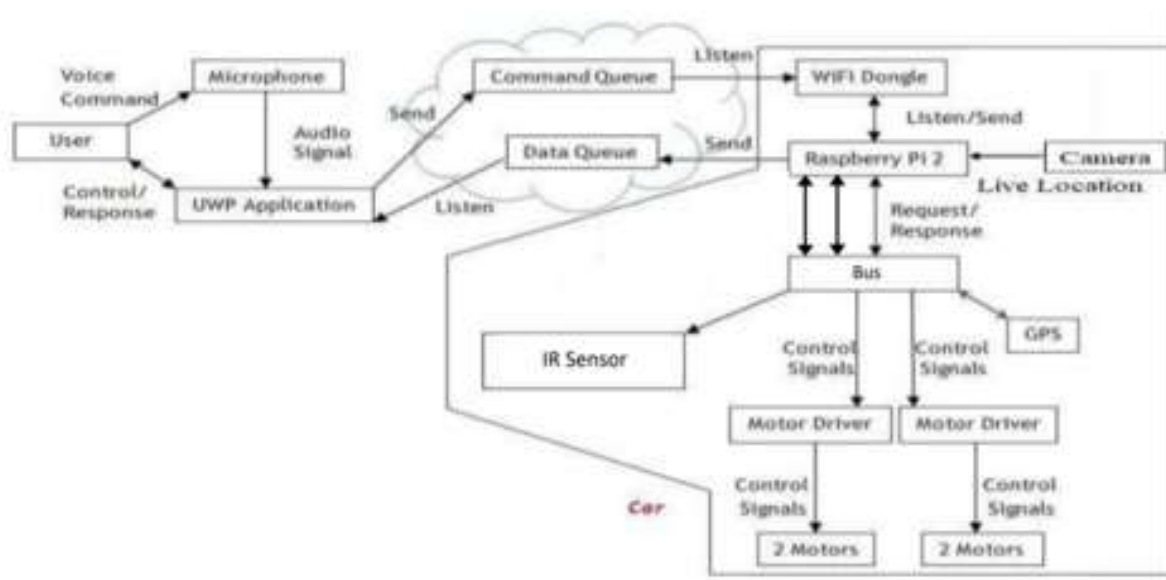 Voice
Command
Microphone
User
Audio
Signal
Control/
Response
UWP Application
Send
Command Queue
Data Queue
Listen
Listen
Send
WiFi Dongle
Listen/Send
Raspberry Pi 2
Camera
Live Location
Request/
Response
Bus
IR Sensor
GPS
Control
Signals
Control
Signals
Motor Driver
Motor Driver
Control
Signals
Control
Signals
Car
2 Motors
2 Motors